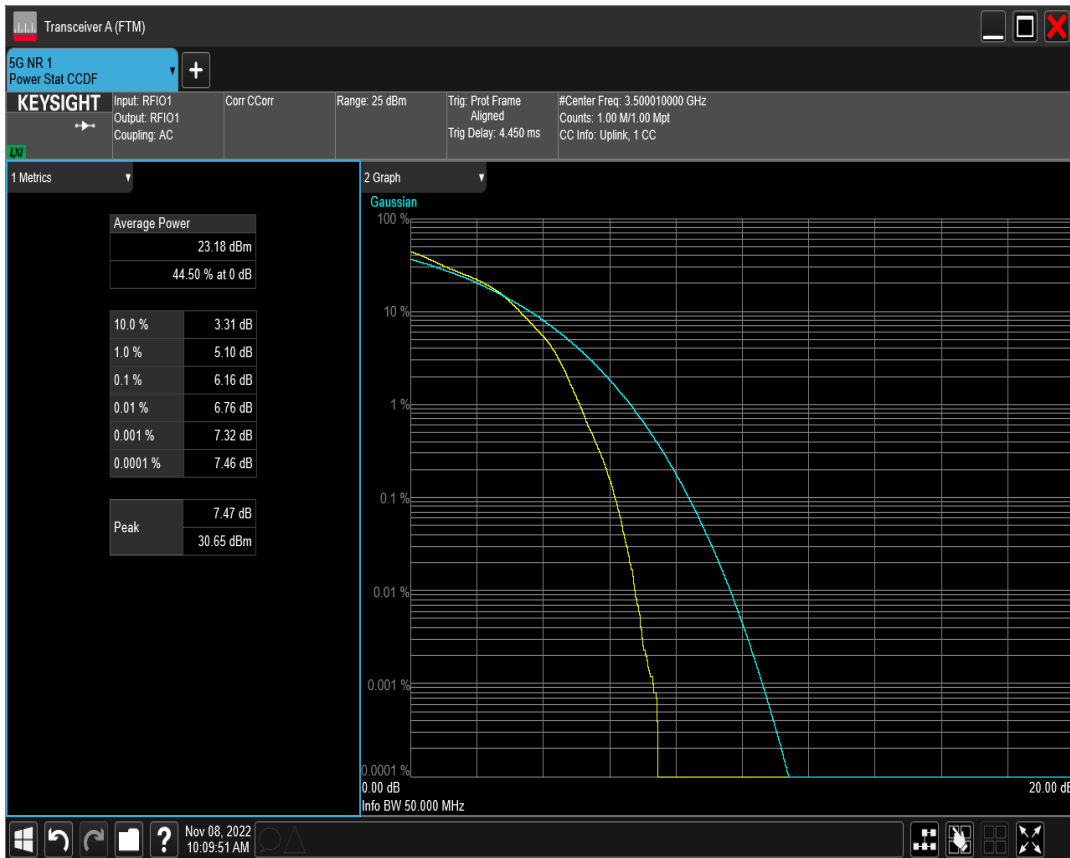 Transceiver A (FTM)
5G NR 1
Power Stat CCDF
+
KEYSIGHT
LXI
Input: RFIO1
Output: RFIO1
Coupling: AC
Corr CCorr
Range: 25 dBm
Trig: Prot Frame
Aligned
Trig Delay: 4.450 ms
#Center Freq: 3.500010000 GHz
Counts: 1.00 M/1.00 Mpt
CC Info: Uplink, 1 CC
1 Metrics
Average Power
23.18 dBm
44.50 % at 0 dB
10.0 % 3.31 dB
1.0 % 5.10 dB
0.1 % 6.16 dB
0.01 % 6.76 dB
0.001 % 7.32 dB
0.0001 % 7.46 dB
Peak 7.47 dB
30.65 dBm
2 Graph
Gaussian
100 %
10 %
1 %
0.1 %
0.01 %
0.001 %
0.0001 %
0.00 dB 20.00 dB
Info BW 50.000 MHz
?
Nov 08, 2022
10:09:51 AM